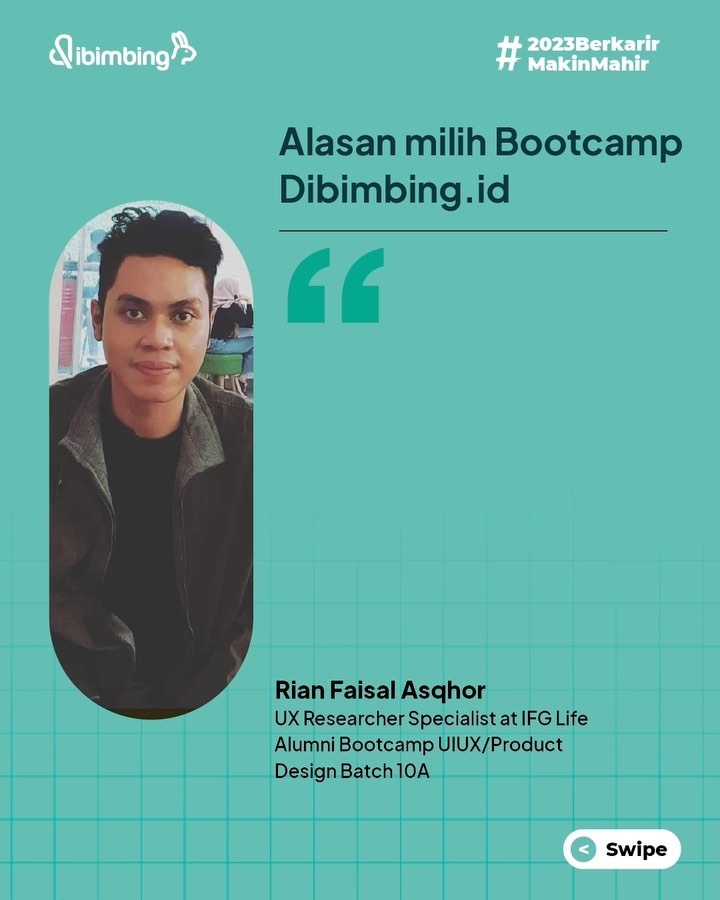 Dibimbing
#2023Berkarir
MakinMahir
Alasan milih Bootcamp
Dibimbing.id
“
Rian Faisal Asqhor
UX Researcher Specialist at IFG Life
Alumni Bootcamp UIUX/Product
Design Batch 10A
< Swipe